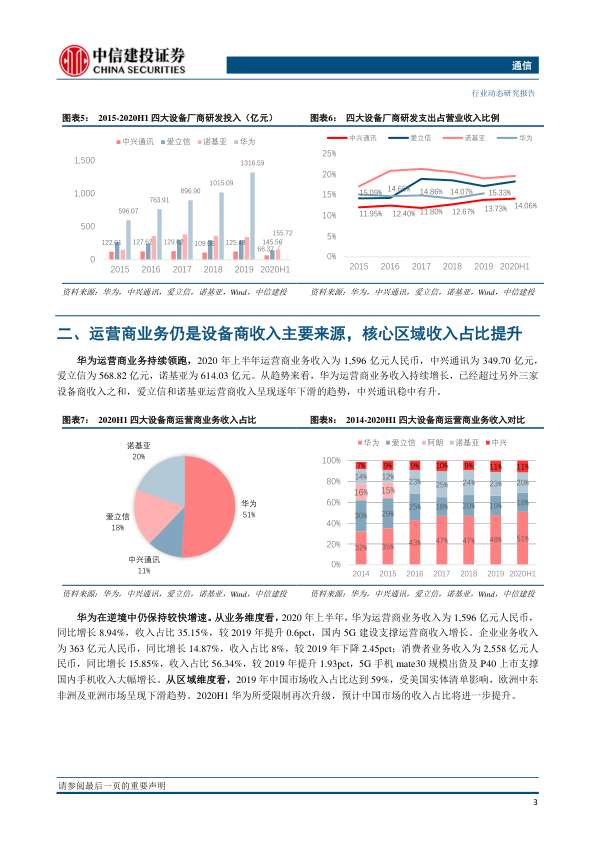 中信建投证券
CHINA SECURITIES
通信
行业动态研究报告
图表5： 2015-2020H1 四大设备厂商研发投入（亿元）
中兴通讯 爱立信 诺基亚 华为
1,500
1,000
500
0
1316.59
1015.09
896.90
763.91
596.07
155.72
2015 2016 2017 2018 2019 2020H1
资料来源：华为，中兴通讯，爱立信，诺基亚，Wind，中信建投
图表6： 四大设备厂商研发支出占营业收入比例
中兴通讯 爱立信 诺基亚 华为
25%
20%
15%
10%
5%
0%
15.09% 14.86% 14.07% 15.33%
11.95% 12.40% 11.80% 12.67% 13.73% 14.06%
2015 2016 2017 2018 2019 2020H1
资料来源：华为，中兴通讯，爱立信，诺基亚，Wind，中信建投
二、运营商业务仍是设备商收入主要来源，核心区域收入占比提升
华为运营商业务持续领跑，2020 年上半年运营商业务收入为 1,596 亿元人民币，中兴通讯为 349.70 亿元，
爱立信为 568.82 亿元，诺基亚为 614.03 亿元。从趋势来看，华为运营商业务收入持续增长，已经超过另外三家
设备商收入之和，爱立信和诺基亚运营商收入呈现逐年下滑的趋势，中兴通讯稳中有升。
图表7： 2020H1 四大设备商运营商业务收入占比
诺基亚
20%
华为
51%
爱立信
18%
中兴通讯
11%
资料来源：华为，中兴通讯，爱立信，诺基亚，Wind，中信建投
图表8： 2014-2020H1 四大设备商运营商业务收入对比
华为 爱立信 阿朗 诺基亚 中兴
100%
80%
60%
40%
20%
0%
7% 9% 9% 10% 9% 11% 11%
14% 12% 23% 25% 24% 23% 20%
16% 15%
30% 29% 25% 18% 20% 19% 18%
32% 35% 43% 47% 47% 48% 51%
2014 2015 2016 2017 2018 2019 2020H1
资料来源：华为，中兴通讯，爱立信，诺基亚，Wind，中信建投
华为在逆境中仍保持较快增速。从业务维度看，2020 年上半年，华为运营商业务收入为 1,596 亿元人民币，
同比增长 8.94%，收入占比 35.15%，较 2019 年提升 0.6pct，国内 5G 建设支撑运营商收入增长。企业业务收入
为 363 亿元人民币，同比增长 14.87%，收入占比 8%，较 2019 年下降 2.45pct；消费者业务收入为 2,558 亿元人
民币，同比增长 15.85%，收入占比 56.34%，较 2019 年提升 1.93pct，5G 手机 mate30 规模出货及 P40 上市支撑
国内手机收入大幅增长。从区域维度看，2019 年中国市场收入占比达到 59%，受美国实体清单影响，欧洲中东
非洲及亚洲市场呈现下滑趋势。2020H1 华为所受限制再次升级，预计中国市场的收入占比将进一步提升。
请参阅最后一页的重要声明
3